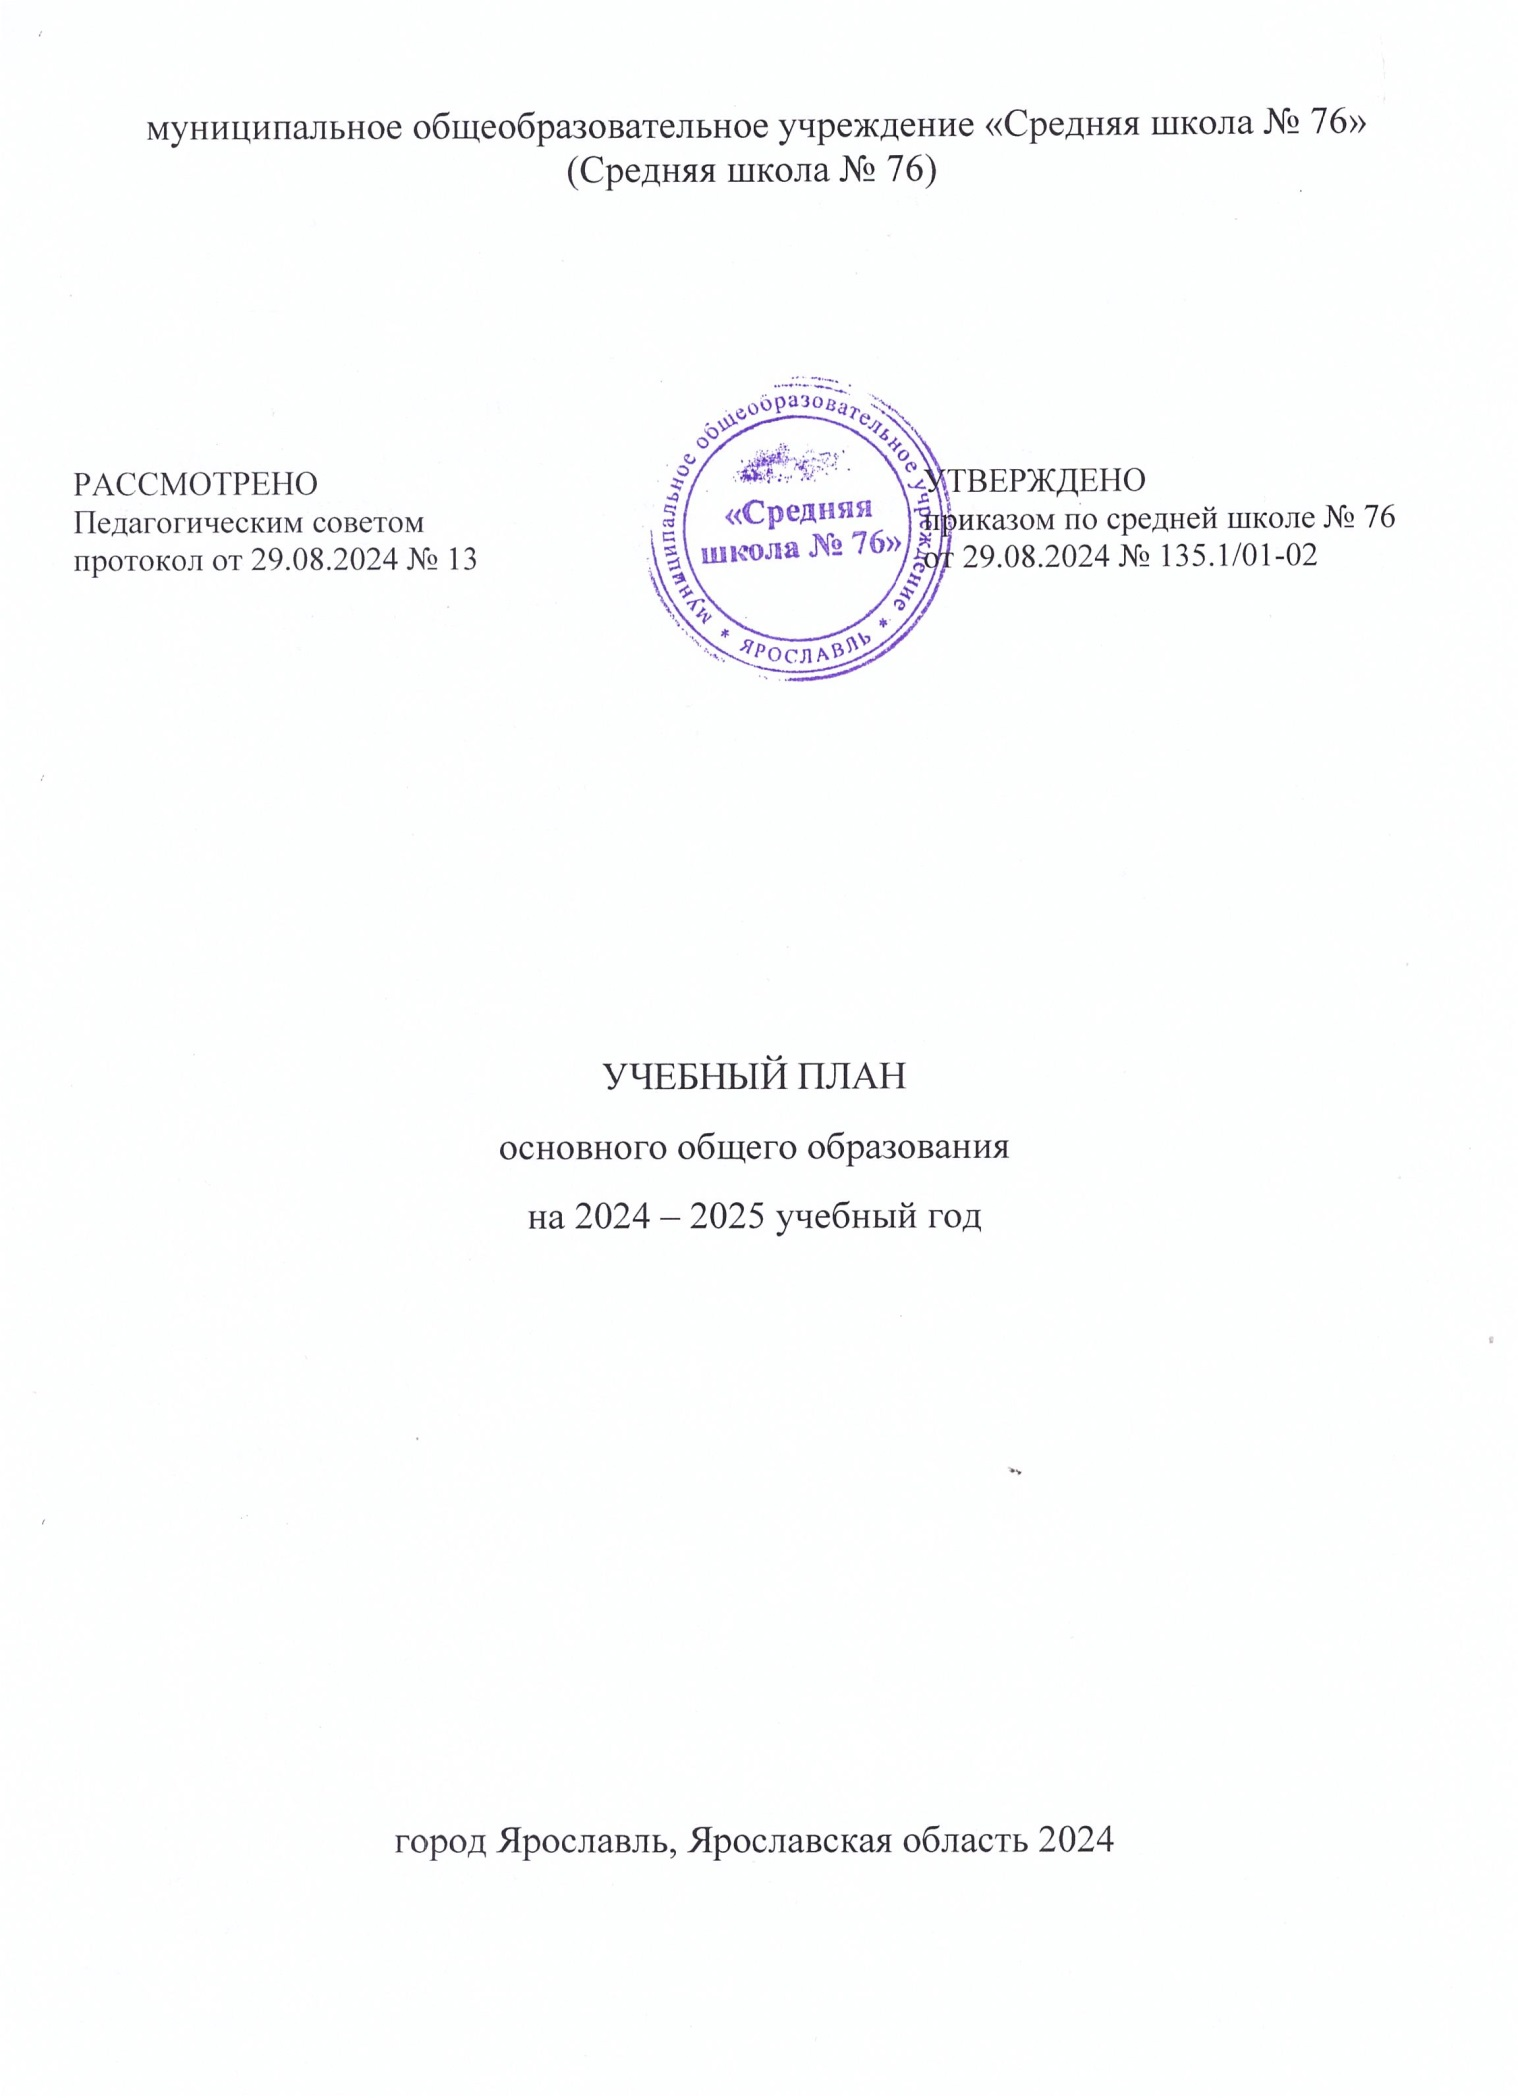 муниципальное общеобразовательное учреждение «Средняя школа № 76»
(Средняя школа № 76)
РАССМОТРЕНО
Педагогическим советом
протокол от 29.08.2024 № 13
муниципальное общеобразовательное учреждение
* ЯРОСЛАВЛЬ *
«Средняя
школа № 76»
УТВЕРЖДЕНО
приказом по средней школе № 76
от 29.08.2024 № 135.1/01-02
УЧЕБНЫЙ ПЛАН
основного общего образования
на 2024 – 2025 учебный год
город Ярославль, Ярославская область 2024